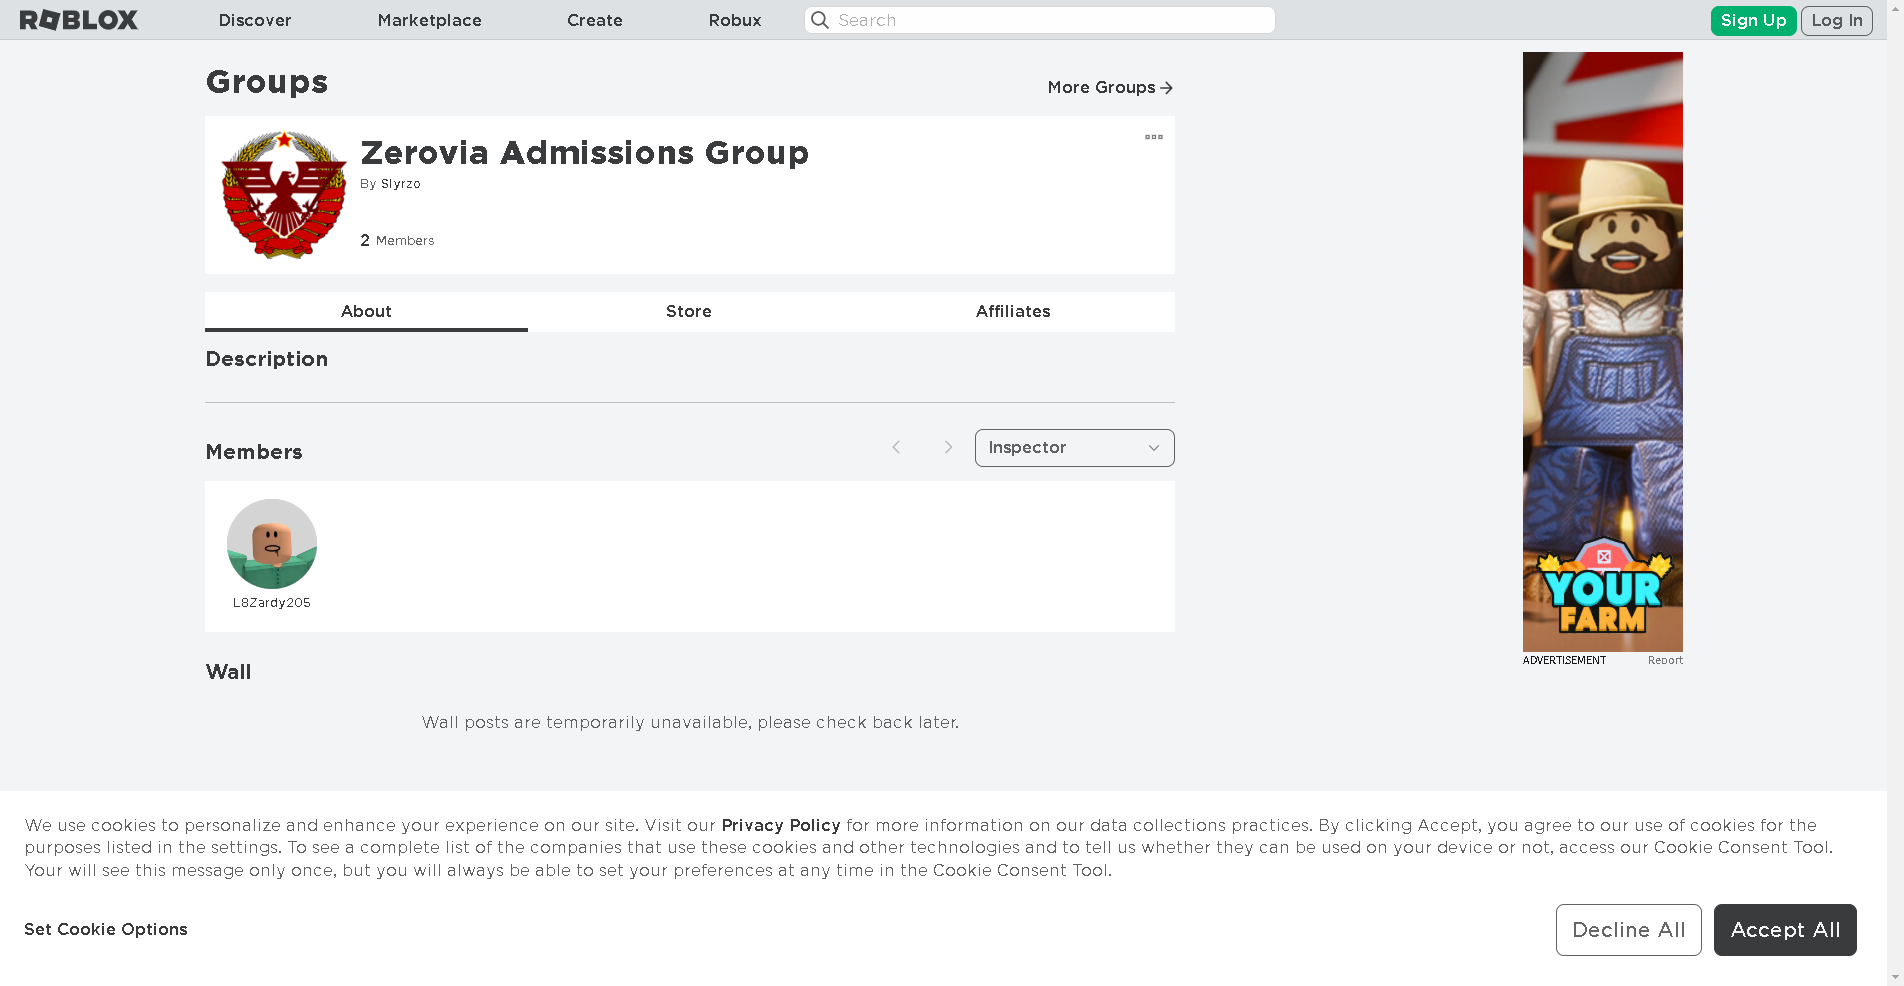 ROBLOX
Discover
Marketplace
Create
Robux
Search
Sign Up
Log In
Groups
More Groups
Zerovia Admissions Group
By Slyrzo
2 Members
About
Store
Affiliates
Description
Members
Inspector
L8Zardy205
Wall
Wall posts are temporarily unavailable, please check back later.
YOUR
FARM
ADVERTISEMENT
Report
We use cookies to personalize and enhance your experience on our site. Visit our Privacy Policy for more information on our data collections practices. By clicking Accept, you agree to our use of cookies for the
purposes listed in the settings. To see a complete list of the companies that use these cookies and other technologies and to tell us whether they can be used on your device or not, access our Cookie Consent Tool.
Your will see this message only once, but you will always be able to set your preferences at any time in the Cookie Consent Tool.
Set Cookie Options
Decline All
Accept All